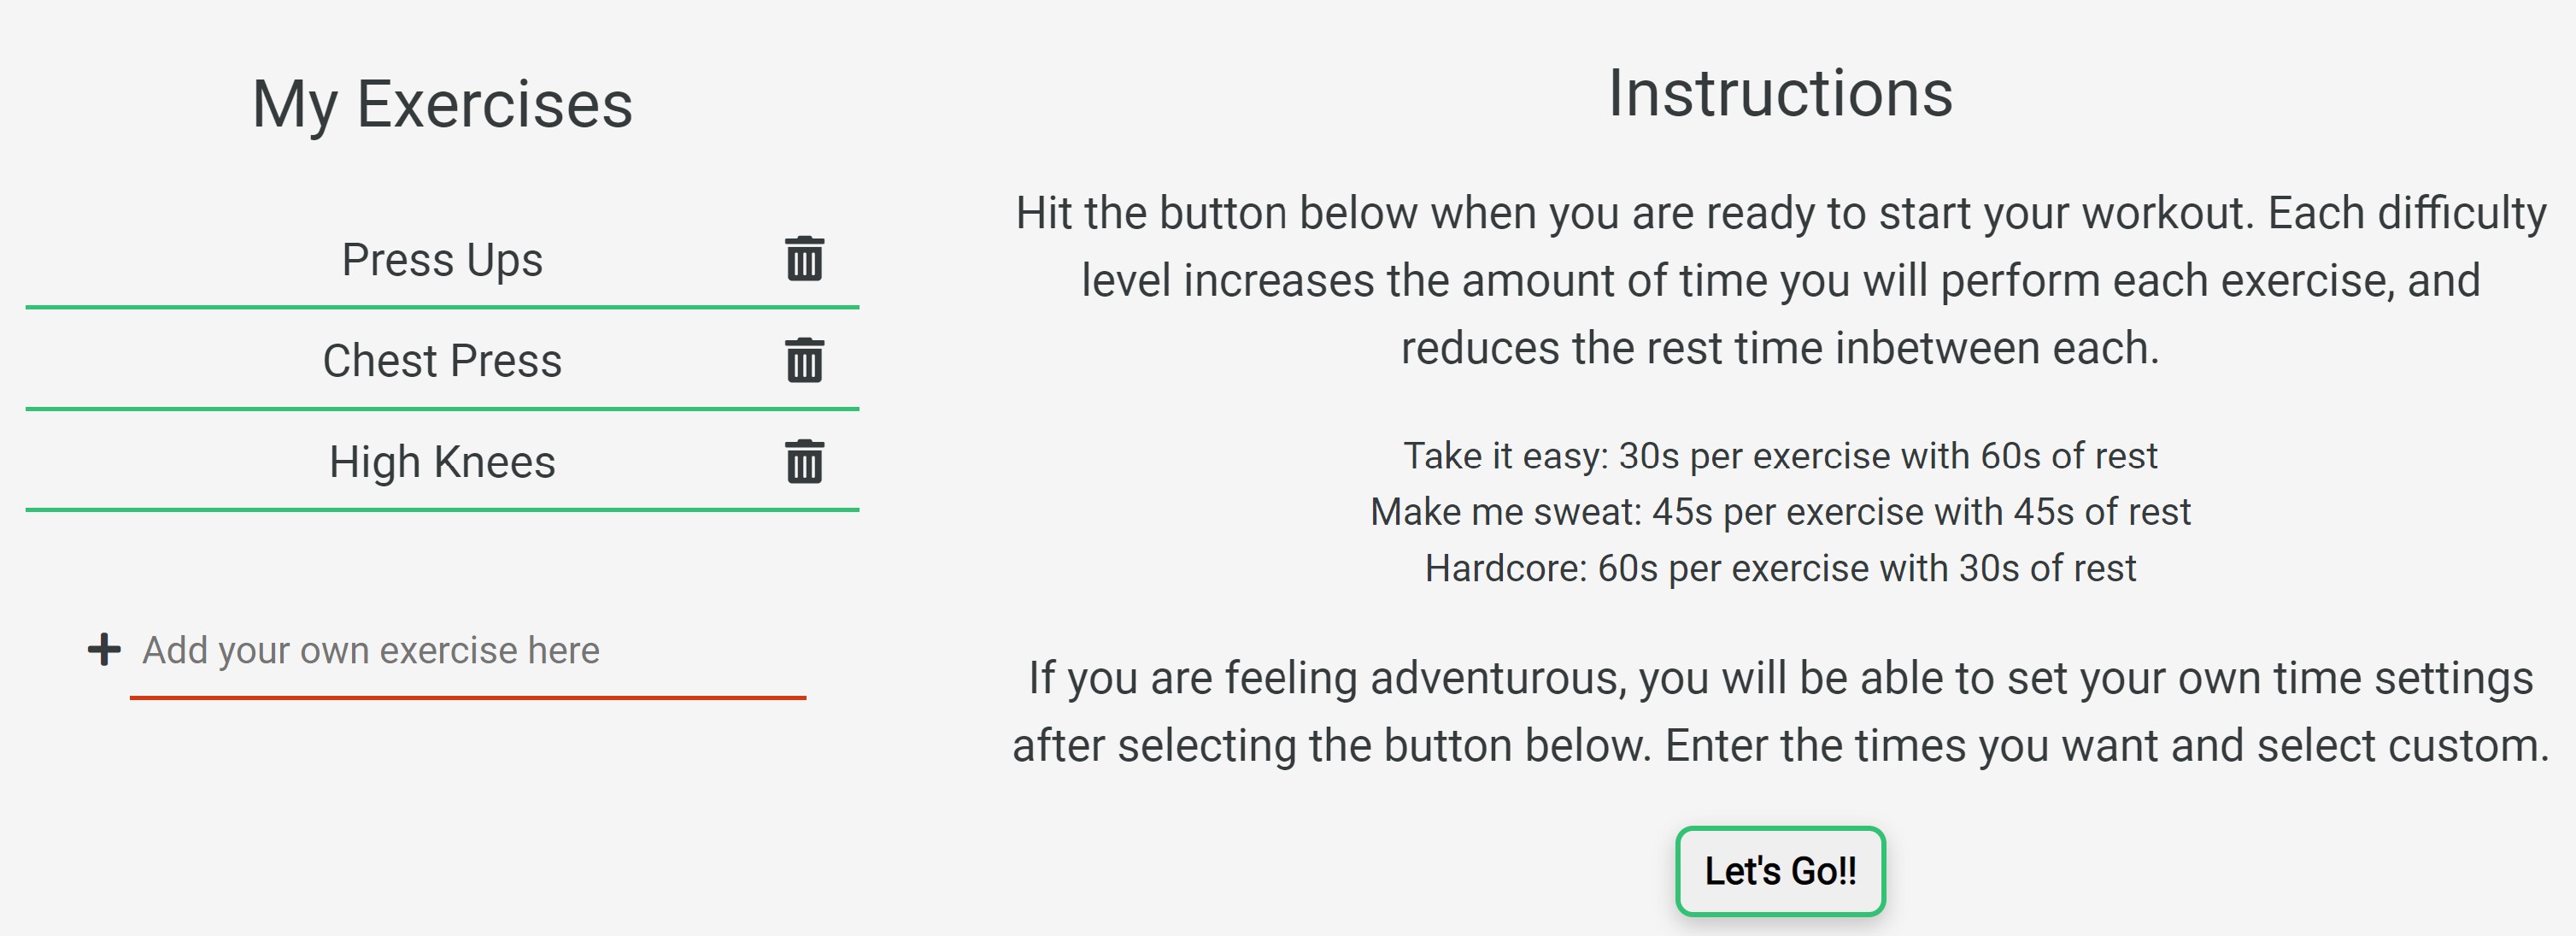 My Exercises
Press Ups
Chest Press
High Knees
Add your own exercise here
Instructions
Hit the button below when you are ready to start your workout. Each difficulty
level increases the amount of time you will perform each exercise, and
reduces the rest time inbetween each.
Take it easy: 30s per exercise with 60s of rest
Make me sweat: 45s per exercise with 45s of rest
Hardcore: 60s per exercise with 30s of rest
If you are feeling adventurous, you will be able to set your own time settings
after selecting the button below. Enter the times you want and select custom.
Let's Go!!